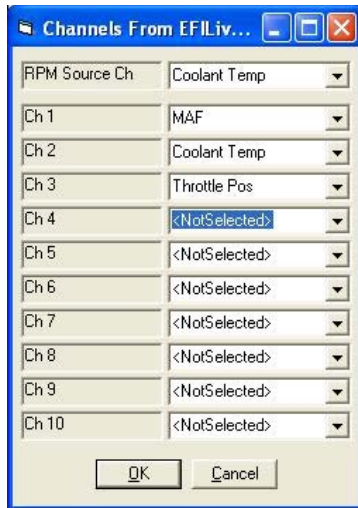 Channels From EFILiv...
RPM Source Ch Coolant Temp
Ch 1 MAF
Ch 2 Coolant Temp
Ch 3 Throttle Pos
Ch 4 <NotSelected>
Ch 5 <NotSelected>
Ch 6 <NotSelected>
Ch 7 <NotSelected>
Ch 8 <NotSelected>
Ch 9 <NotSelected>
Ch 10 <NotSelected>
OK Cancel